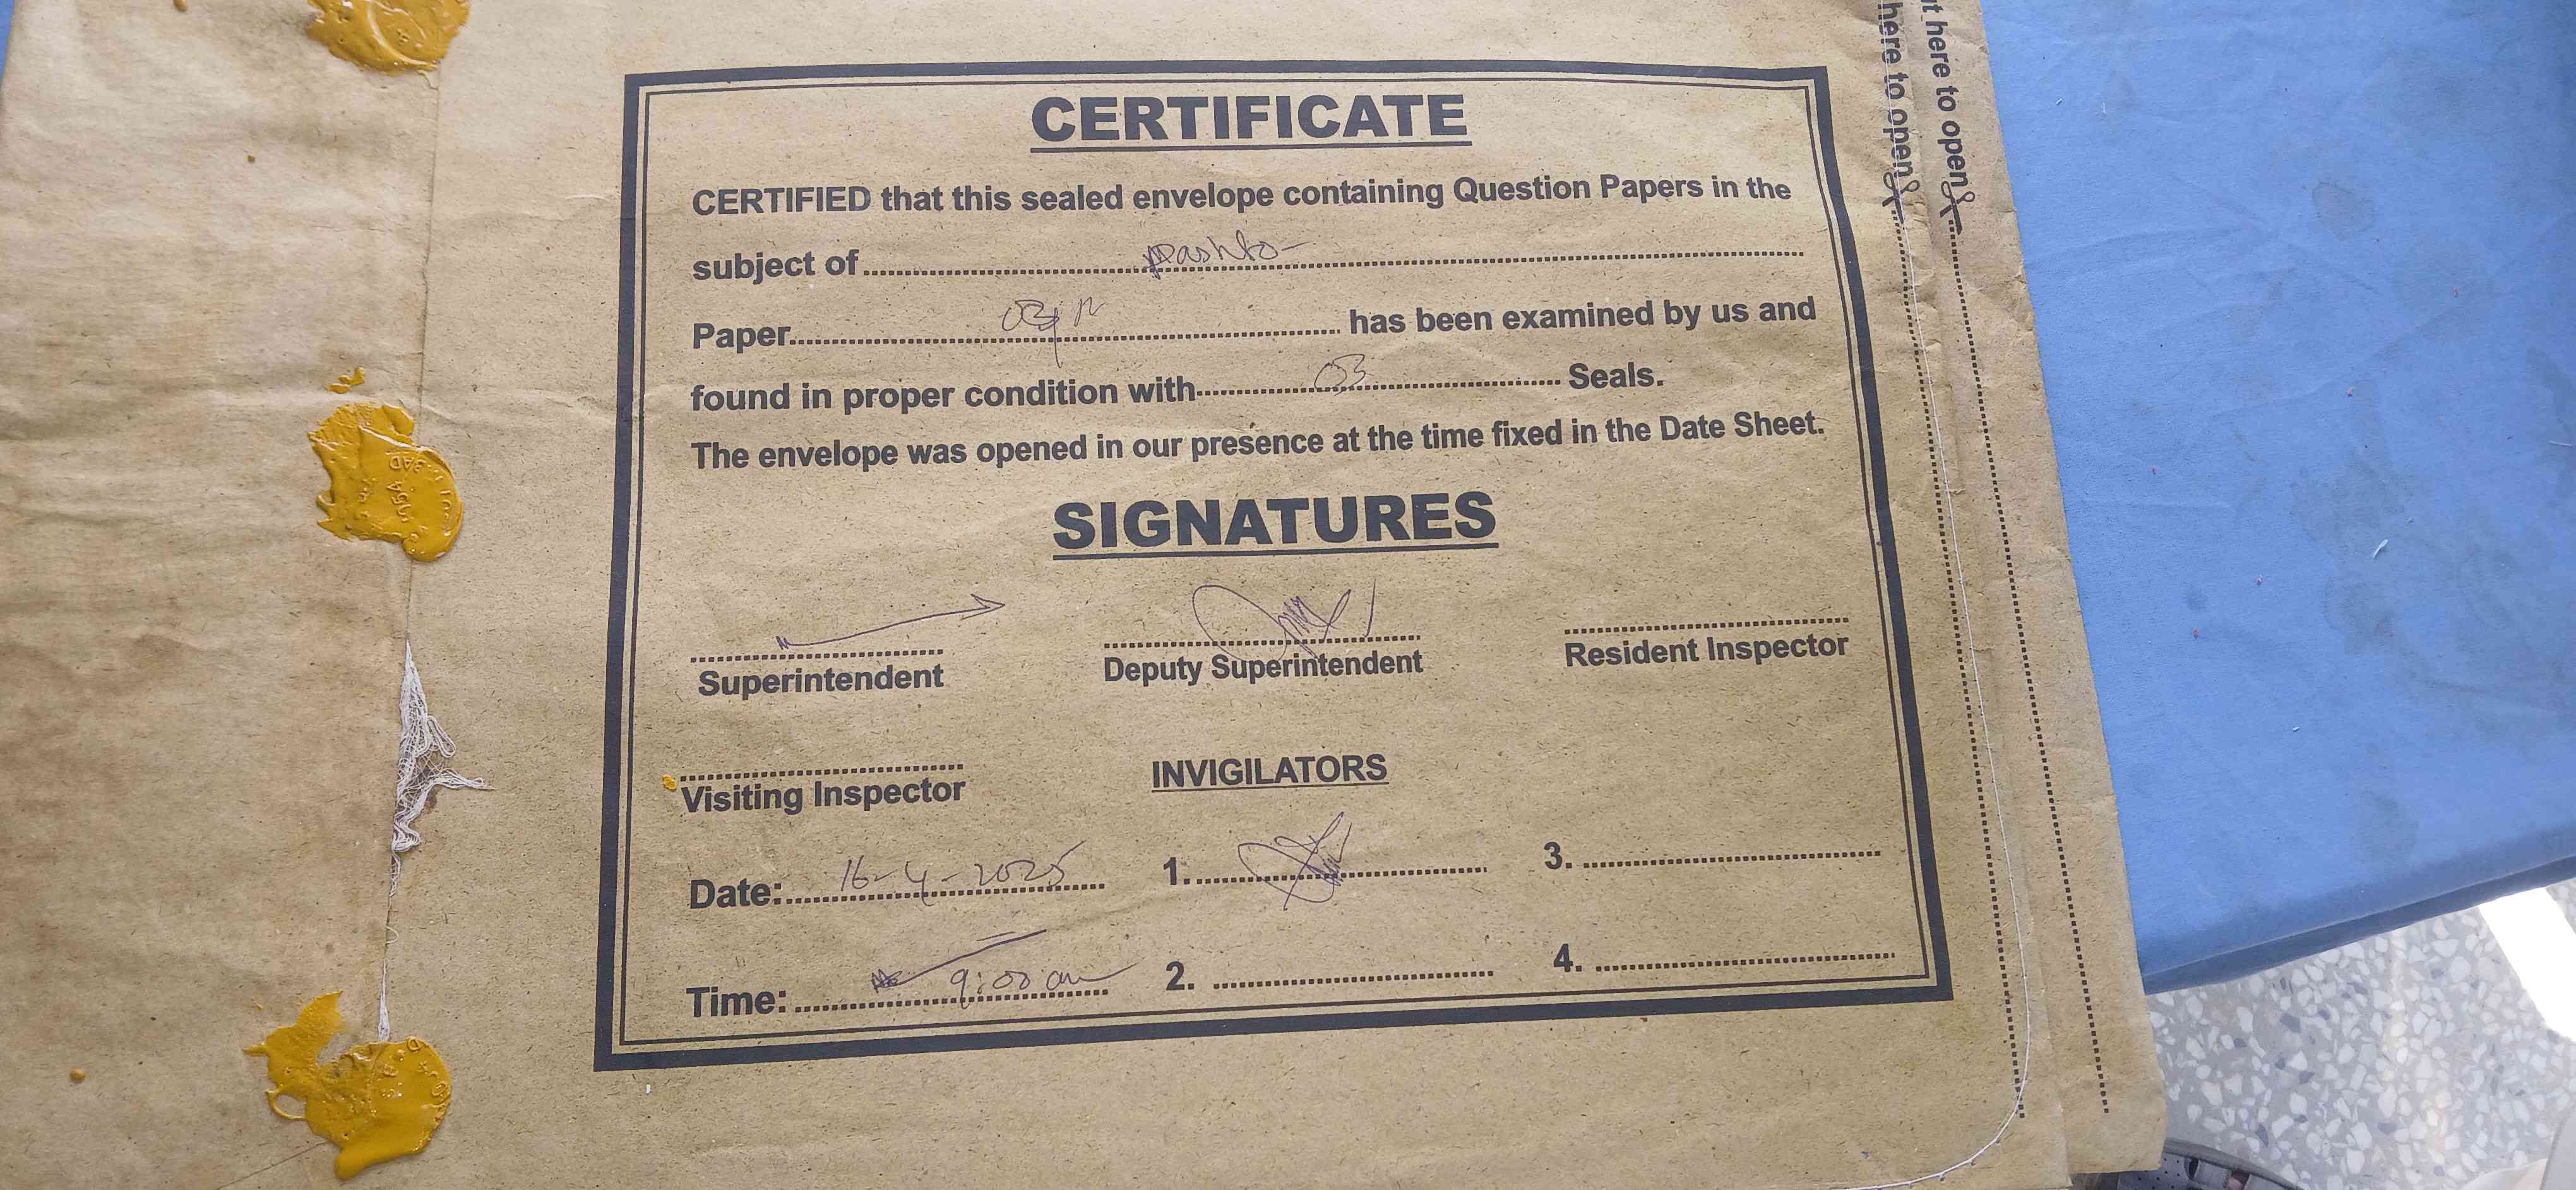 CERTIFICATE
CERTIFIED that this sealed envelope containing Question Papers in the
subject of Pashto
Paper has been examined by us and
found in proper condition with 03 Seals.
The envelope was opened in our presence at the time fixed in the Date Sheet.
SIGNATURES
Superintendent Deputy Superintendent Resident Inspector
Visiting Inspector INVIGILATORS
Date: 16-4-2025 1. 3.
Time: 9:00 am 2. 4.
here to open
here to open